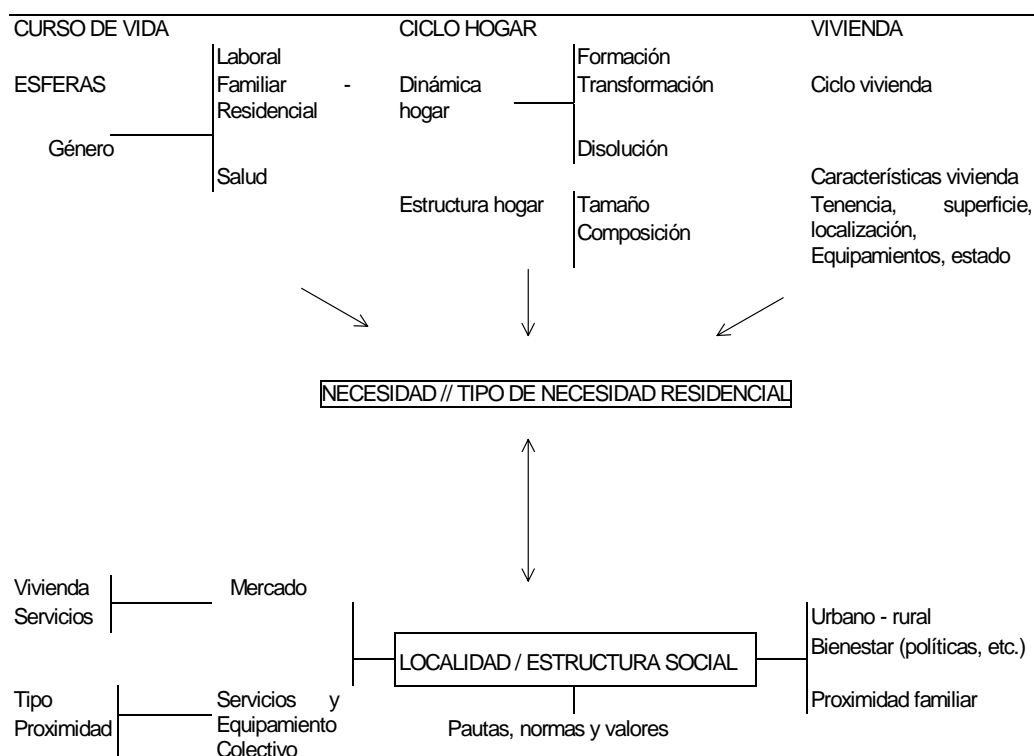 CURSO DE VIDA
ESFERAS
Género
Laboral
Familiar -
Residencial
Salud
CICLO HOGAR
Dinámica
hogar
Formación
Transformación
Disolución
Estructura hogar
Tamaño
Composición
VIVIENDA
Ciclo vivienda
Características vivienda
Tenencia, superficie,
localización,
Equipamientos, estado
NECESIDAD // TIPO DE NECESIDAD RESIDENCIAL
Vivienda
Servicios
Mercado
Tipo
Proximidad
Servicios y
Equipamiento
Colectivo
LOCALIDAD / ESTRUCTURA SOCIAL
Pautas, normas y valores
Urbano - rural
Bienestar (políticas, etc.)
Proximidad familiar